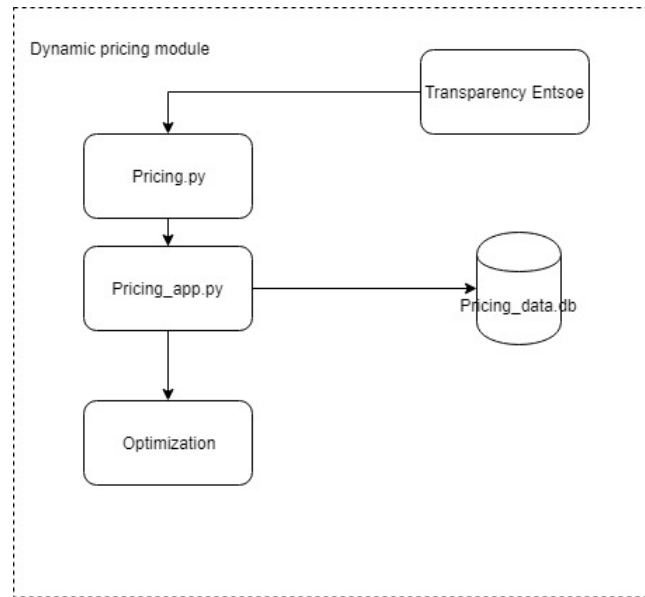 Dynamic pricing module
Transparency Entsoe
Pricing.py
Pricing_app.py
Pricing_data.db
Optimization